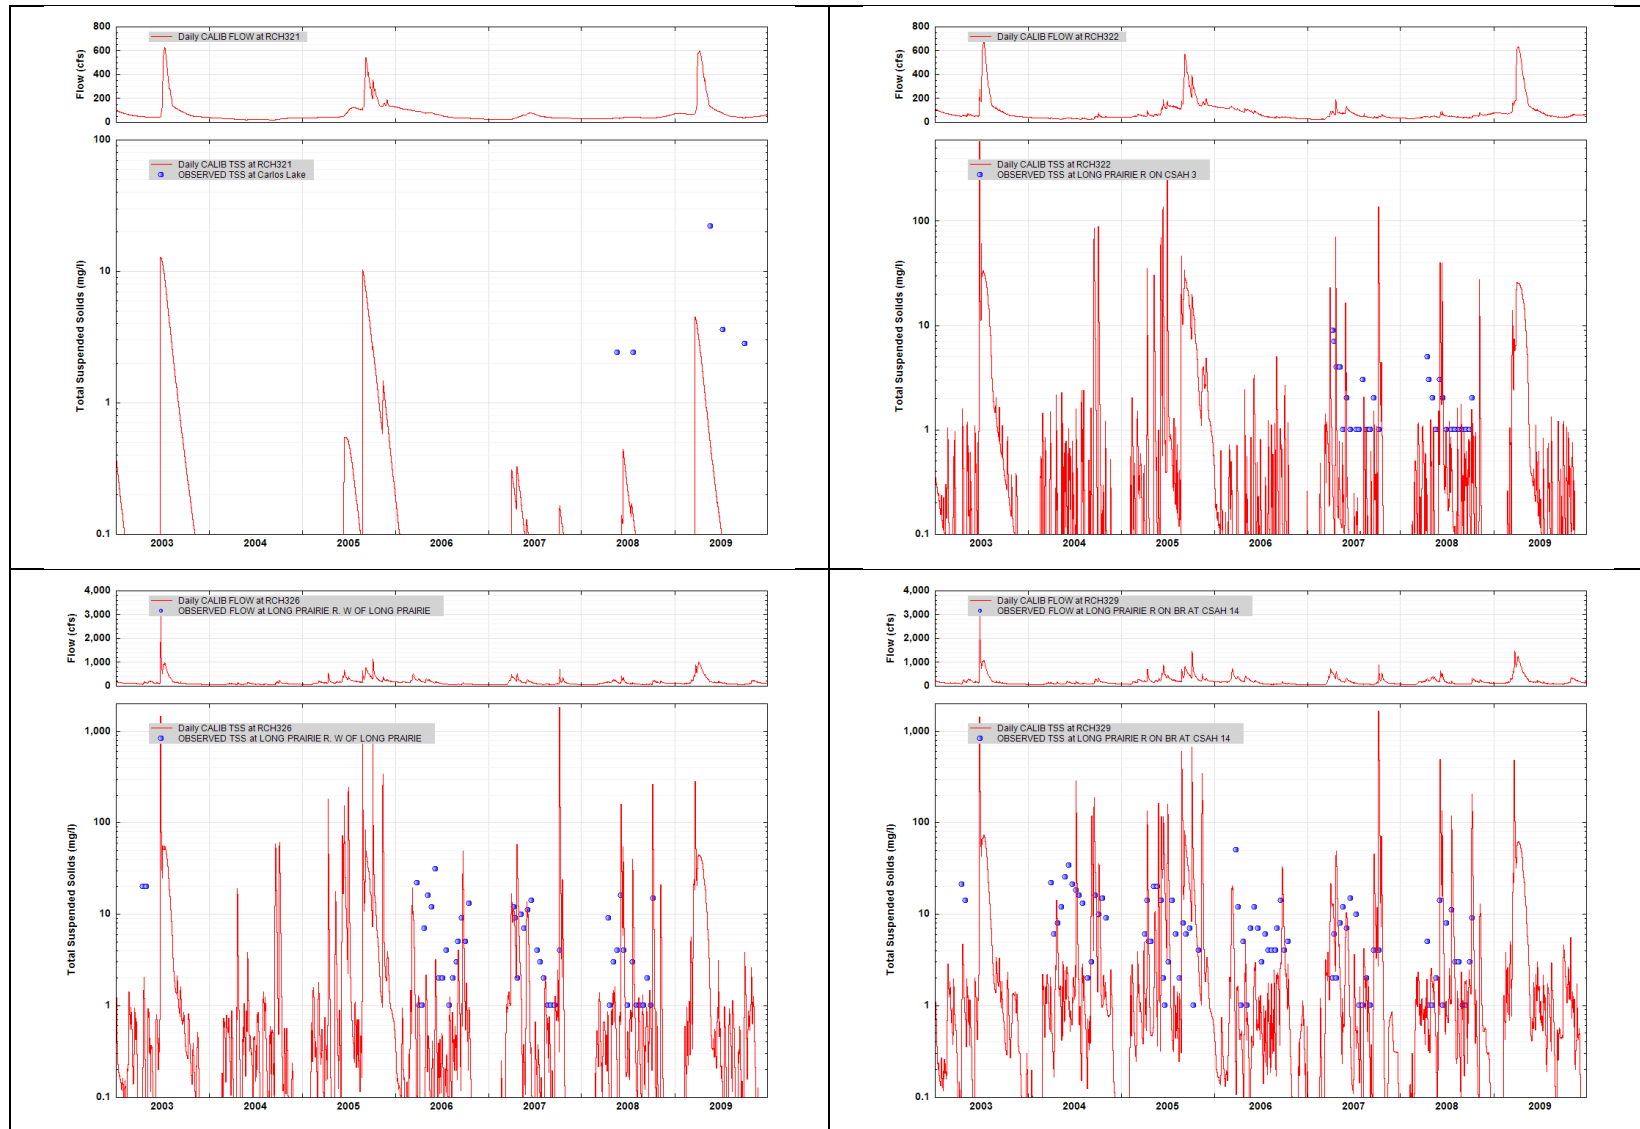 800
600
400
200
0
Flow (cfs)
Daily CALIB FLOW at RCH321
100
10
1
0.1
Total Suspended Solids (mg/l)
Daily CALIB TSS at RCH321
OBSERVED TSS at Carlos Lake
2003 2004 2005 2006 2007 2008 2009
800
600
400
200
0
Flow (cfs)
Daily CALIB FLOW at RCH322
100
10
1
0.1
Total Suspended Solids (mg/l)
Daily CALIB TSS at RCH322
OBSERVED TSS at LONG PRAIRIE R ON CSAH 3
2003 2004 2005 2006 2007 2008 2009
4,000
3,000
2,000
1,000
0
Flow (cfs)
Daily CALIB FLOW at RCH326
OBSERVED FLOW at LONG PRAIRIE R. W OF LONG PRAIRIE
1,000
100
10
1
0.1
Total Suspended Solids (mg/l)
Daily CALIB TSS at RCH326
OBSERVED TSS at LONG PRAIRIE R. W OF LONG PRAIRIE
2003 2004 2005 2006 2007 2008 2009
4,000
3,000
2,000
1,000
0
Flow (cfs)
Daily CALIB FLOW at RCH329
OBSERVED FLOW at LONG PRAIRIE R ON BR AT CSAH 14
1,000
100
10
1
0.1
Total Suspended Solids (mg/l)
Daily CALIB TSS at RCH329
OBSERVED TSS at LONG PRAIRIE R ON BR AT CSAH 14
2003 2004 2005 2006 2007 2008 2009